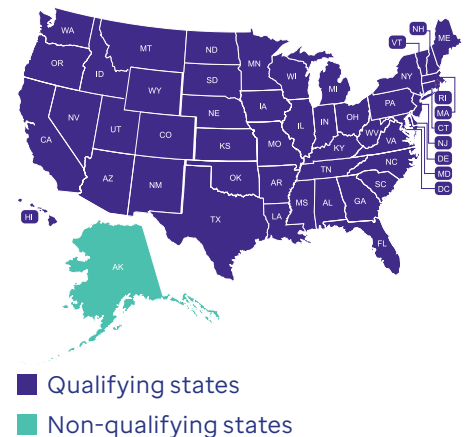 WA
OR
CA
ID
NV
MT
WY
UT
AZ
CO
NM
ND
SD
NE
KS
OK
TX
MN
IA
MO
AR
LA
WI
IL
MS
MI
IN
KY
TN
AL
OH
WV
GA
FL
SC
NC
VA
PA
NY
VT
NH
ME
RI
MA
CT
NJ
DE
MD
DC
HI
AK
Qualifying states
Non-qualifying states